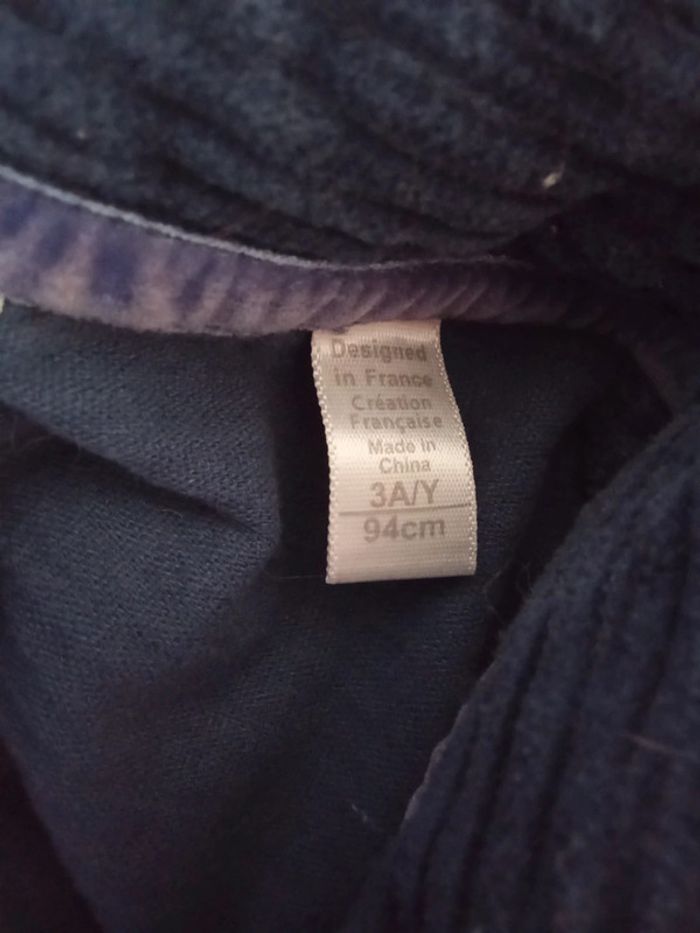 Designed
in France
Création
Française
Made in
China
3A/Y
94cm